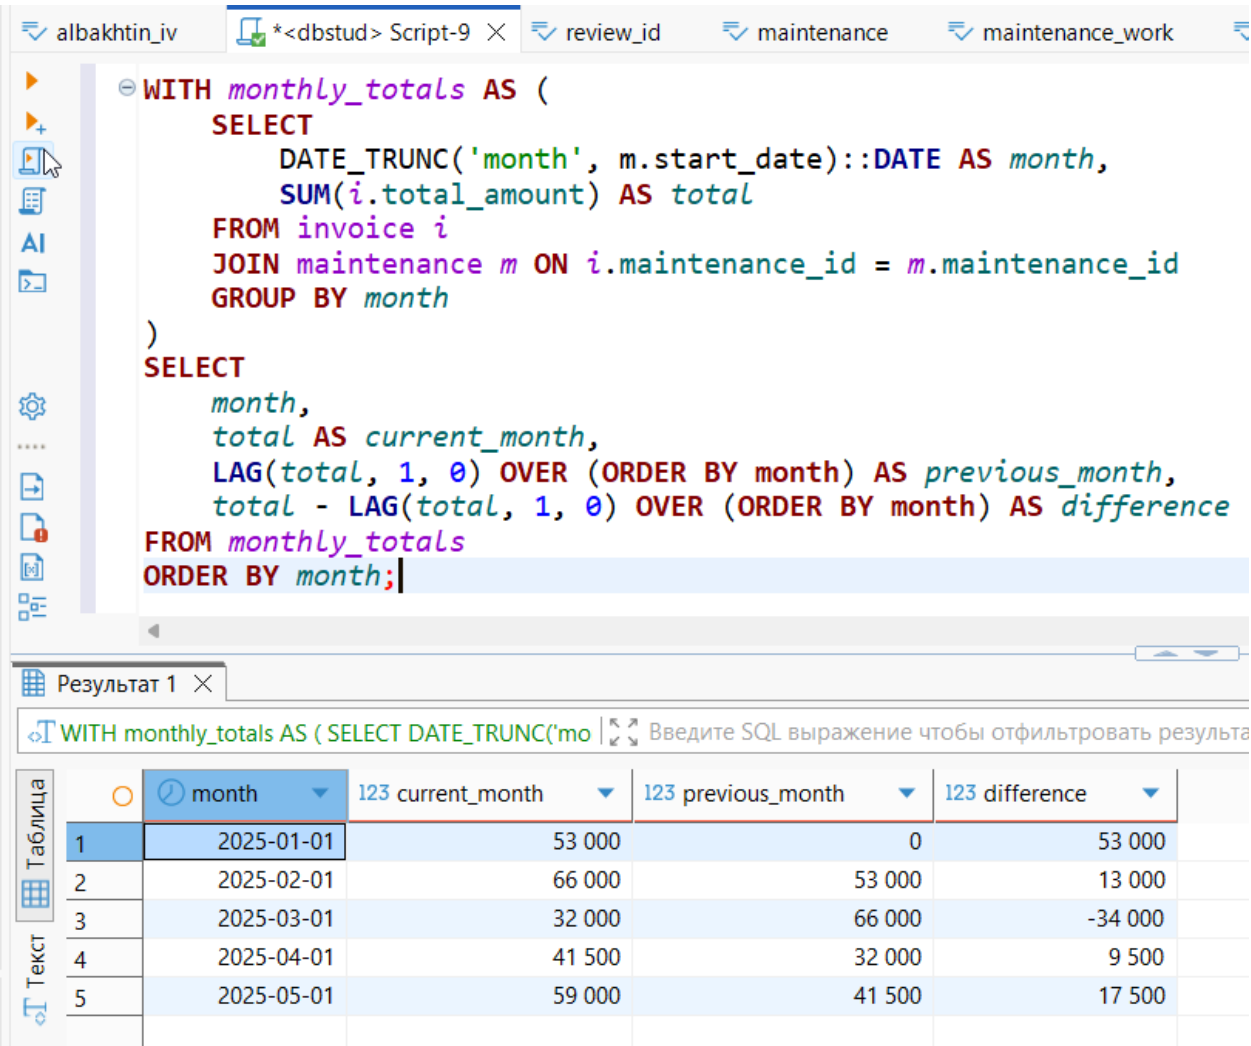 albakhtin_iv *<dbstud> Script-9 review_id maintenance maintenance_work
WITH monthly_totals AS (
SELECT
DATE_TRUNC('month', m.start_date)::DATE AS month,
SUM(i.total_amount) AS total
FROM invoice i
JOIN maintenance m ON i.maintenance_id = m.maintenance_id
GROUP BY month
)
SELECT
month,
total AS current_month,
LAG(total, 1, 0) OVER (ORDER BY month) AS previous_month,
total - LAG(total, 1, 0) OVER (ORDER BY month) AS difference
FROM monthly_totals
ORDER BY month;
AI
Результат 1
WITH monthly_totals AS ( SELECT DATE_TRUNC('mo Введите SQL выражение чтобы отфильтровать результа
Таблица
Текст
month 123 current_month 123 previous_month 123 difference
1 2025-01-01 53 000 0 53 000
2 2025-02-01 66 000 53 000 13 000
3 2025-03-01 32 000 66 000 -34 000
4 2025-04-01 41 500 32 000 9 500
5 2025-05-01 59 000 41 500 17 500